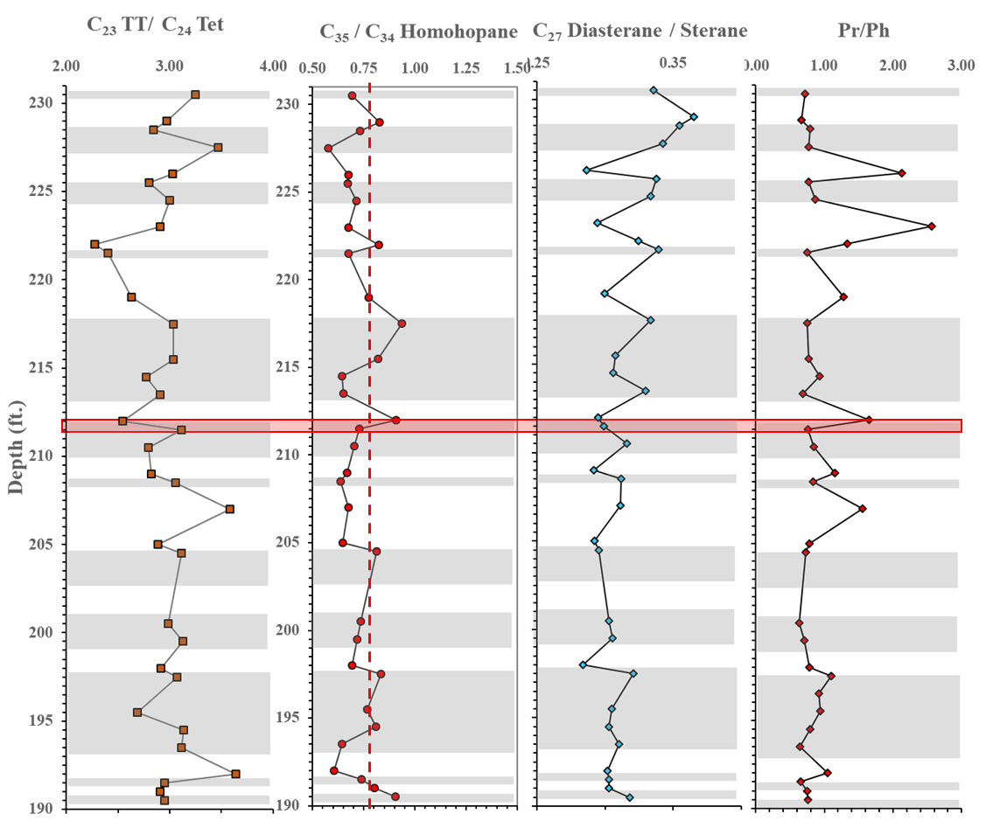 C₂₃ TT/ C₂₄ Tet
C₃₅ / C₃₄ Homohopane
C₂₇ Diasterane / Sterane
Pr/Ph
2.00 3.00 4.00
0.50 0.75 1.00 1.25 1.50
.25 0.35
0.00 1.00 2.00 3.00
Depth (ft.)
230
225
220
215
210
205
200
195
190
230
225
220
215
210
205
200
195
190